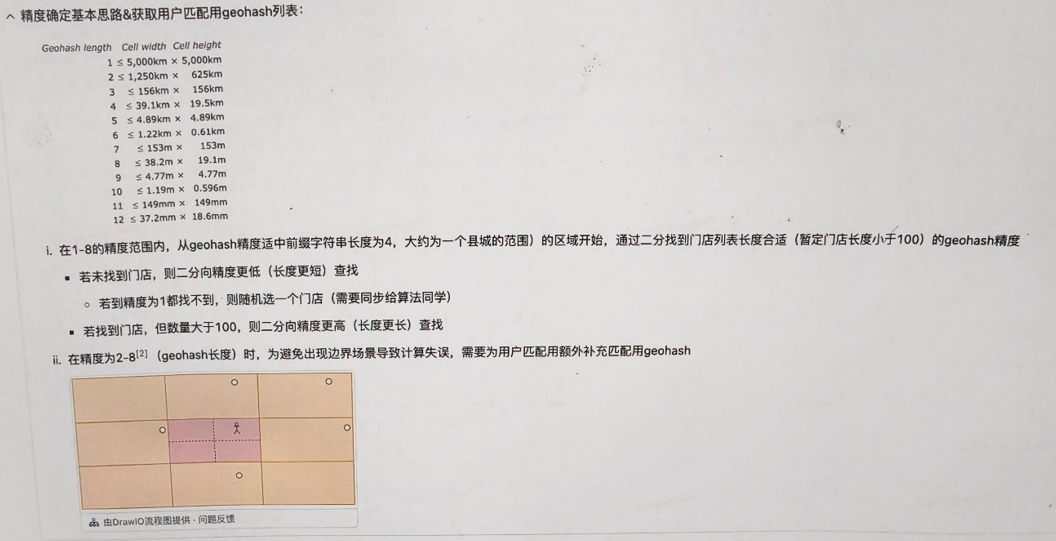 精度确定基本思路&获取用户匹配用geohash列表：
Geohash length Cell width Cell height
1 ≤ 5,000km × 5,000km
2 ≤ 1,250km × 625km
3 ≤ 156km × 156km
4 ≤ 39.1km × 19.5km
5 ≤ 4.89km × 4.89km
6 ≤ 1.22km × 0.61km
7 ≤ 153m × 153m
8 ≤ 38.2m × 19.1m
9 ≤ 4.77m × 4.77m
10 ≤ 1.19m × 0.596m
11 ≤ 149mm × 149mm
12 ≤ 37.2mm × 18.6mm
i. 在1-8的精度范围内，从geohash精度适中前缀字符串长度为4，大约为一个县城的范围）的区域开始，通过二分找到门店列表长度合适（暂定门店长度小于100）的geohash精度
▪ 若未找到门店，则二分向精度更低（长度更短）查找
○ 若到精度为1都找不到，则随机选一个门店（需要同步给算法同学）
▪ 若找到门店，但数量大于100，则二分向精度更高（长度更长）查找
ii. 在精度为2-8[2]（geohash长度）时，为避免出现边界场景导致计算失误，需要为用户匹配用额外补充匹配用geohash
由DrawIO流程图提供 · 问题反馈